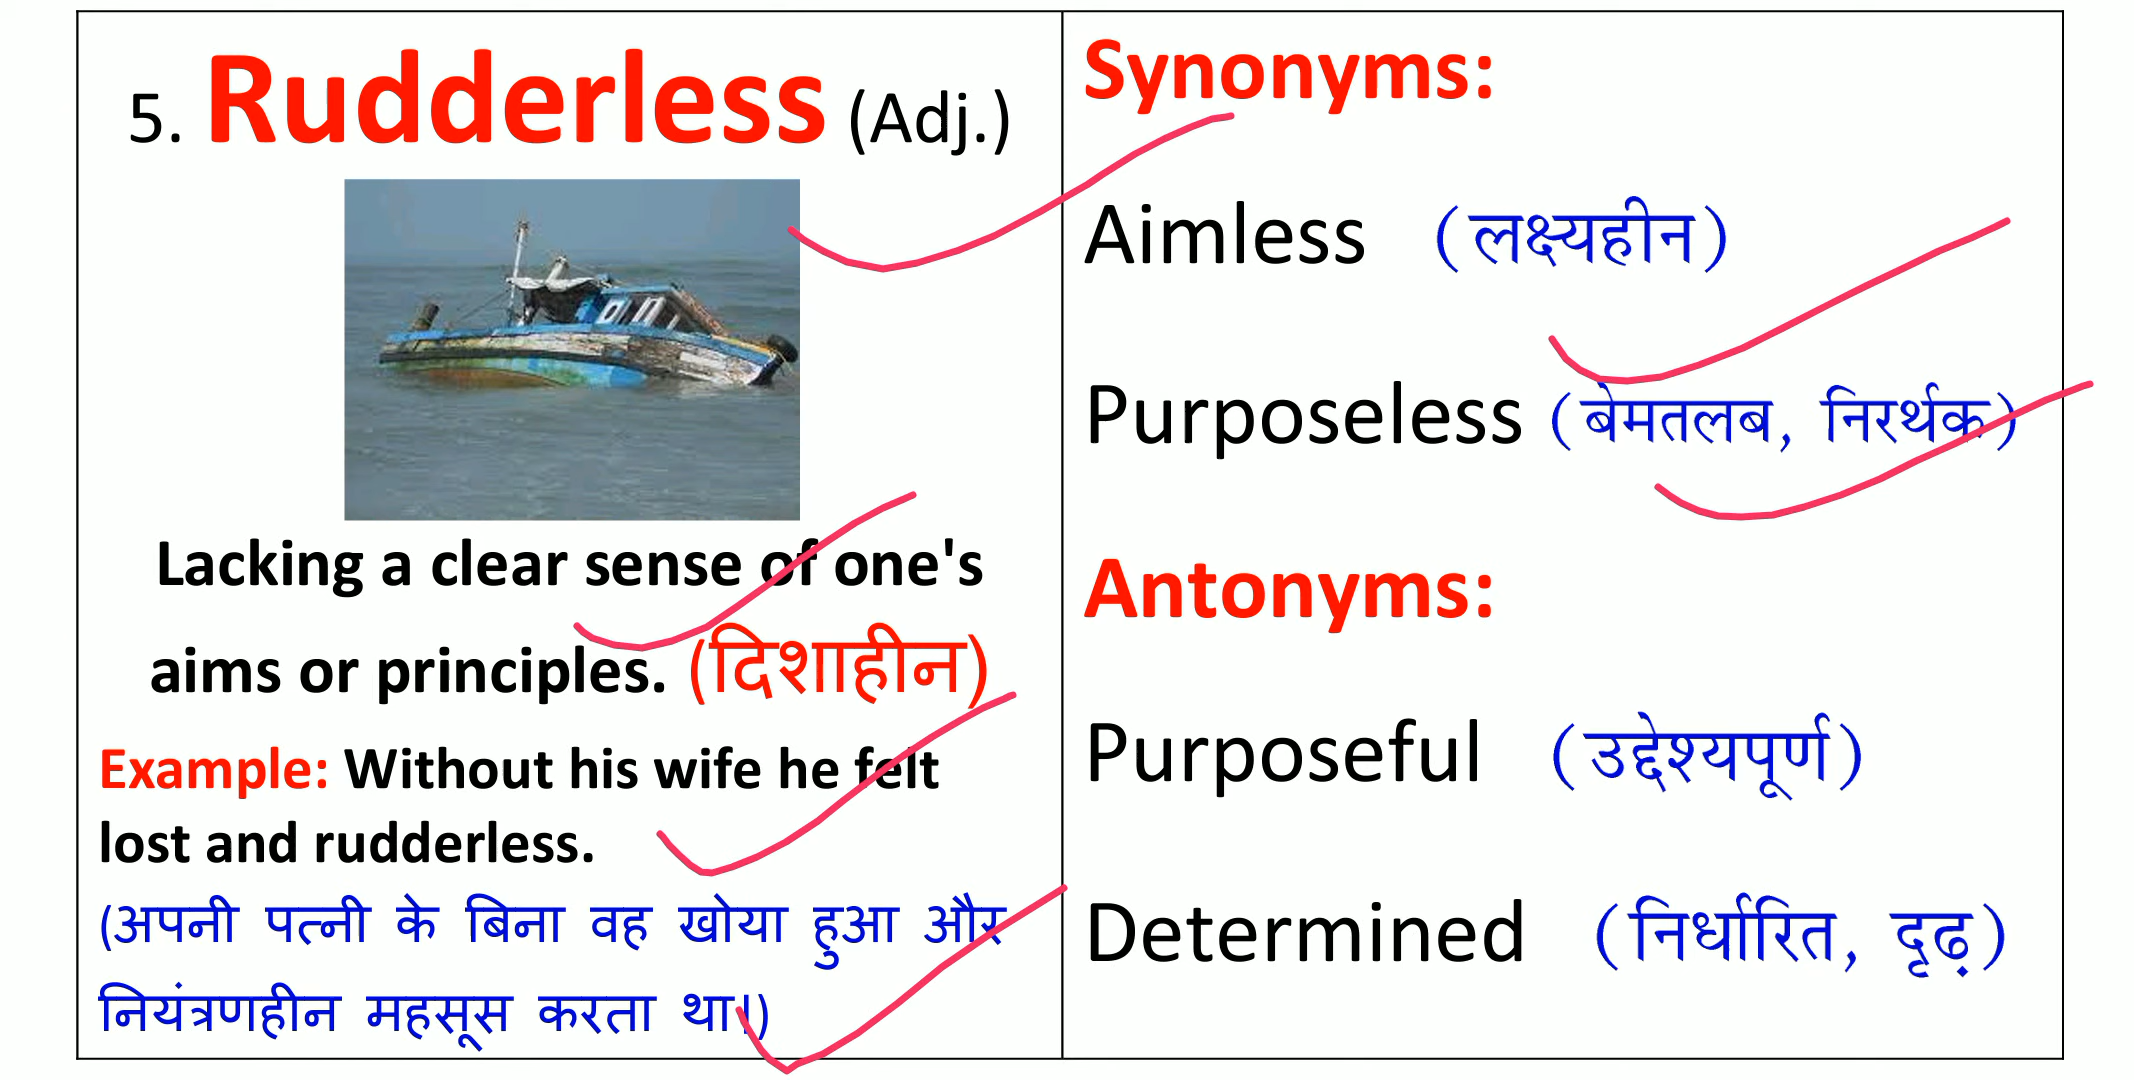 5. Rudderless (Adj.)
Lacking a clear sense of one's
aims or principles. (दिशाहीन)
Example: Without his wife he felt
lost and rudderless.
(अपनी पत्नी के बिना वह खोया हुआ और
नियंत्रणहीन महसूस करता था।)
Synonyms:
Aimless (लक्ष्यहीन)
Purposeless (बेमतलब, निरर्थक)
Antonyms:
Purposeful (उद्देश्यपूर्ण)
Determined (निर्धारित, दृढ़)